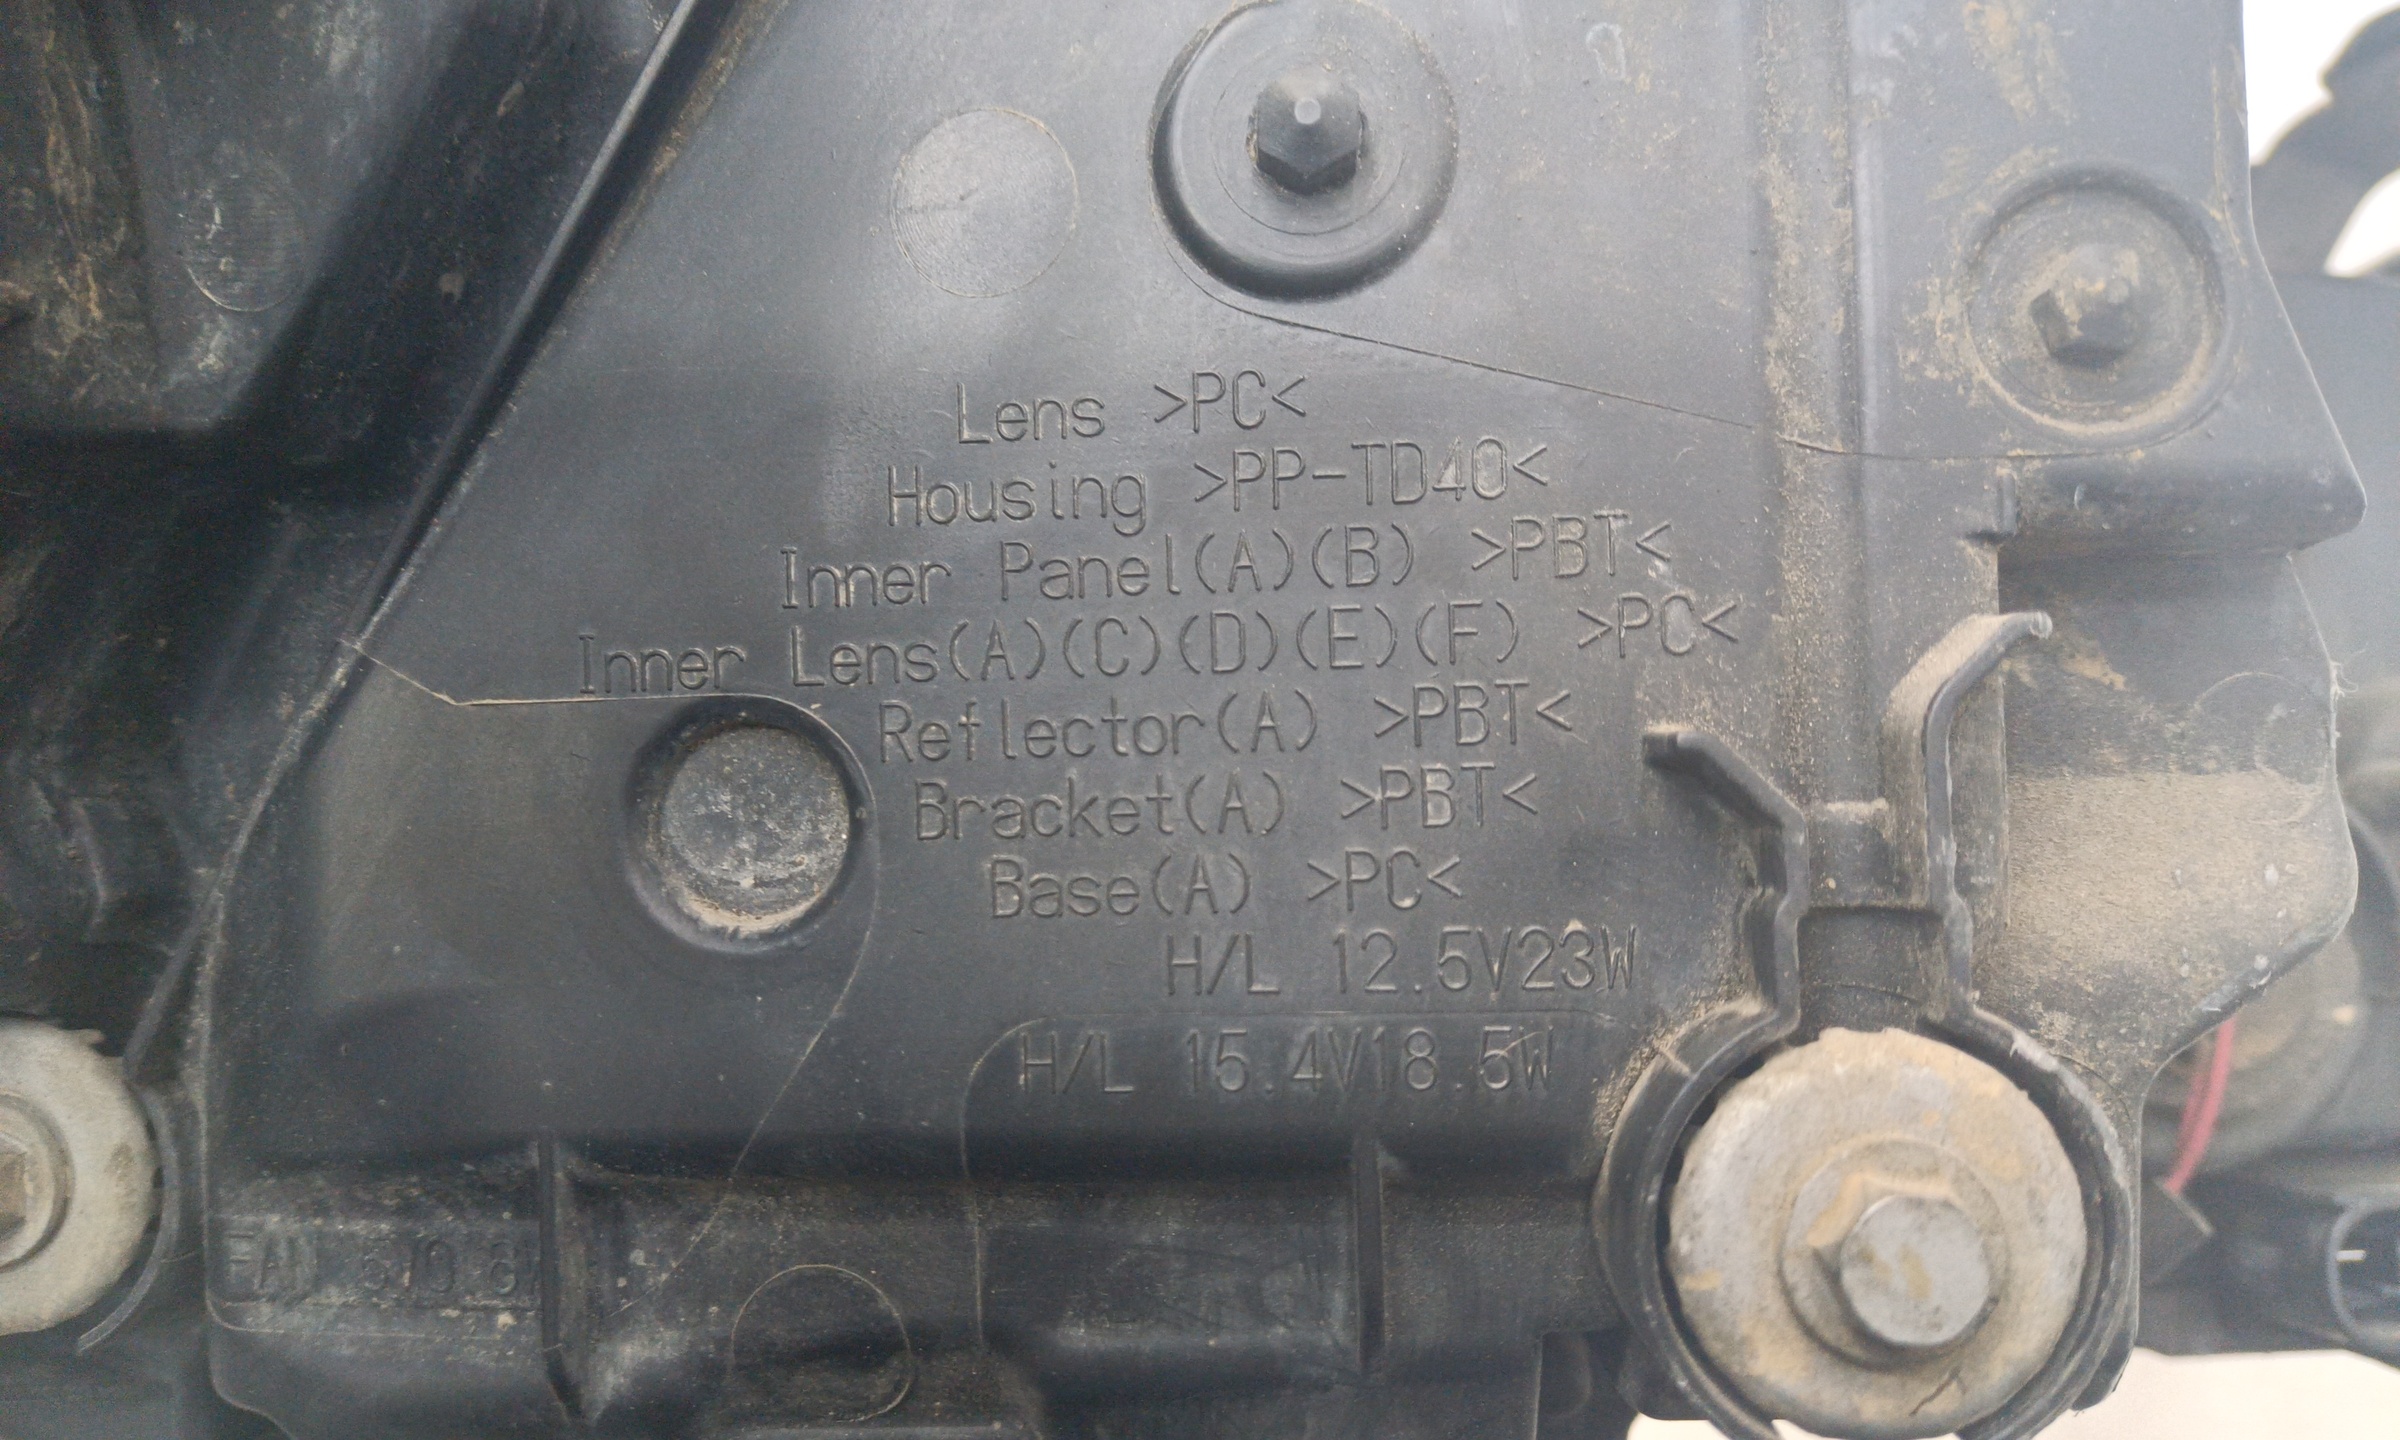 Lens >PC<
Housing >PP-TD40<
Inner Panel(A)(B) >PBT<
Inner Lens(A)(C)(D)(E)(F) >PC<
Reflector(A) >PBT<
Bracket(A) >PBT<
Base(A) >PC<
H/L 12.5V23W
H/L 15.4V18.5W
FAN